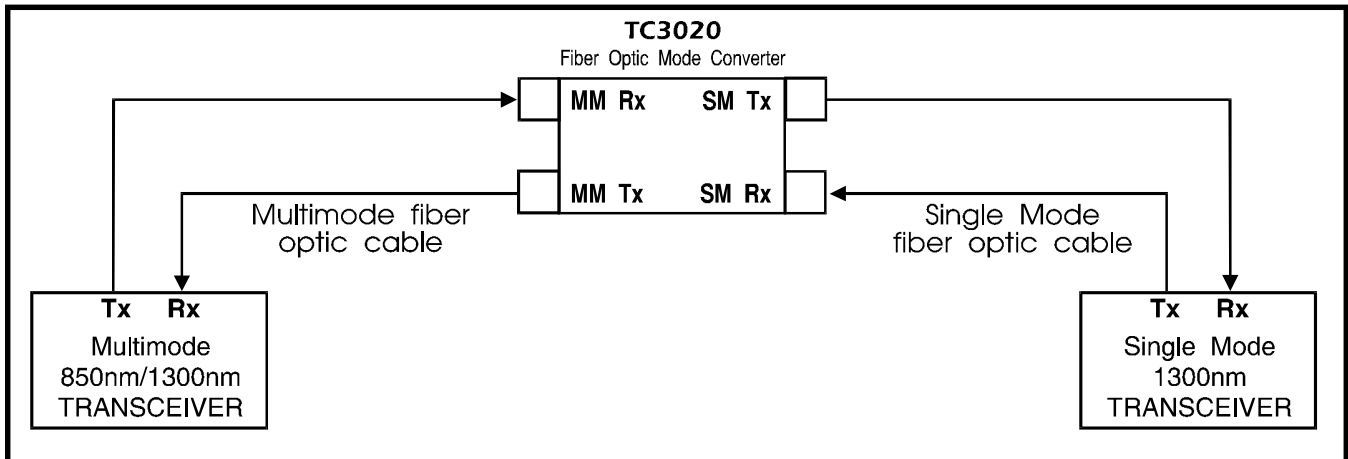 TC3020
Fiber Optic Mode Converter
MM Rx SM Tx
MM Tx SM Rx
Multimode fiber
optic cable
Single Mode
fiber optic cable
Tx Rx
Multimode
850nm/1300nm
TRANSCEIVER
Tx Rx
Single Mode
1300nm
TRANSCEIVER